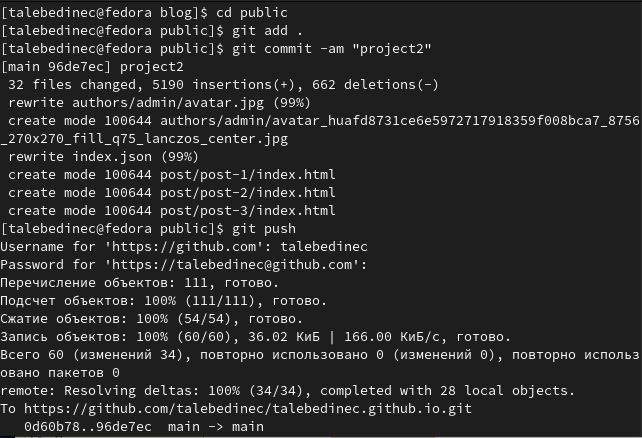 [talebedinec@fedora blog]$ cd public
[talebedinec@fedora public]$ git add .
[talebedinec@fedora public]$ git commit -am "project2"
[main 96de7ec] project2
 32 files changed, 5190 insertions(+), 662 deletions(-)
 rewrite authors/admin/avatar.jpg (99%)
 create mode 100644 authors/admin/avatar_huafd8731ce6e5972717918359f008bca7_8756
_270x270_fill_q75_lanczos_center.jpg
 rewrite index.json (99%)
 create mode 100644 post/post-1/index.html
 create mode 100644 post/post-2/index.html
 create mode 100644 post/post-3/index.html
[talebedinec@fedora public]$ git push
Username for 'https://github.com': talebedinec
Password for 'https://talebedinec@github.com':
Перечисление объектов: 111, готово.
Подсчет объектов: 100% (111/111), готово.
Сжатие объектов: 100% (54/54), готово.
Запись объектов: 100% (60/60), 36.02 КиБ | 166.00 КиБ/с, готово.
Всего 60 (изменений 34), повторно использовано 0 (изменений 0), повторно использ
овано пакетов 0
remote: Resolving deltas: 100% (34/34), completed with 28 local objects.
To https://github.com/talebedinec/talebedinec.github.io.git
   0d60b78..96de7ec  main -> main